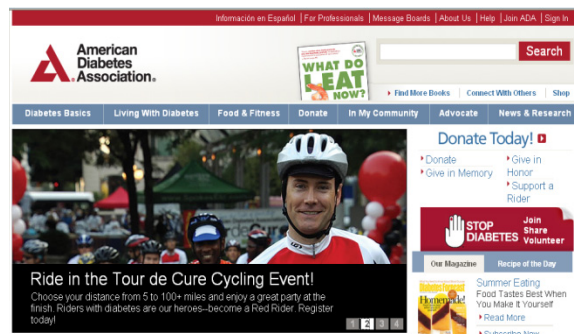 Información en Español | For Professionals | Message Boards | About Us | Help | Join ADA | Sign In
American
Diabetes
Association®
WHAT DO
I EAT
NOW?
Search
Find More Books | Connect With Others | Shop
Diabetes Basics | Living With Diabetes | Food & Fitness | Donate | In My Community | Advocate | News & Research
Donate Today!
Donate
Give in Memory
Give in
Honor
Support a
Rider
STOP
DIABETES
Join
Share
Volunteer
Our Magazine
Recipe of the Day
Homemade!
Summer Eating
Food Tastes Best When
You Make It Yourself
Read More
Subscribe Now
Ride in the Tour de Cure Cycling Event!
Choose your distance from 5 to 100+ miles and enjoy a great party at the
finish. Riders with diabetes are our heroes--become a Red Rider. Register
today!
1 2 3 4